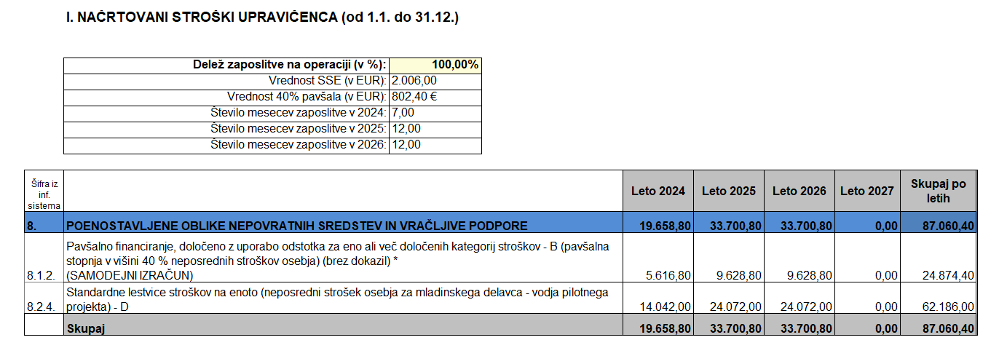 I. NAČRTOVANI STROŠKI UPRAVIČENCA (od 1.1. do 31.12.)
Delež zaposlitve na operaciji (v %): 100,00%
Vrednost SSE (v EUR): 2.006,00
Vrednost 40% pavšala (v EUR): 802,40 €
Število mesecev zaposlitve v 2024: 7,00
Število mesecev zaposlitve v 2025: 12,00
Število mesecev zaposlitve v 2026: 12,00
Šifra iz
inf.
sistema
Leto 2024 Leto 2025 Leto 2026 Leto 2027 Skupaj po
letih
8. POENOSTAVLJENE OBLIKE NEPOVRATNIH SREDSTEV IN VRAČLJIVE PODPORE 19.658,80 33.700,80 33.700,80 0,00 87.060,40
Pavšalno financiranje, določeno z uporabo odstotka za eno ali več določenih kategorij stroškov - B (pavšalna
stopnja v višini 40 % neposrednih stroškov osebja) (brez dokazil) *
8.1.2. (SAMODEJNI IZRAČUN) 5.616,80 9.628,80 9.628,80 0,00 24.874,40
Standardne lestvice stroškov na enoto (neposredni strošek osebja za mladinskega delavca - vodja pilotnega
8.2.4. projekta) - D 14.042,00 24.072,00 24.072,00 0,00 62.186,00
Skupaj 19.658,80 33.700,80 33.700,80 0,00 87.060,40